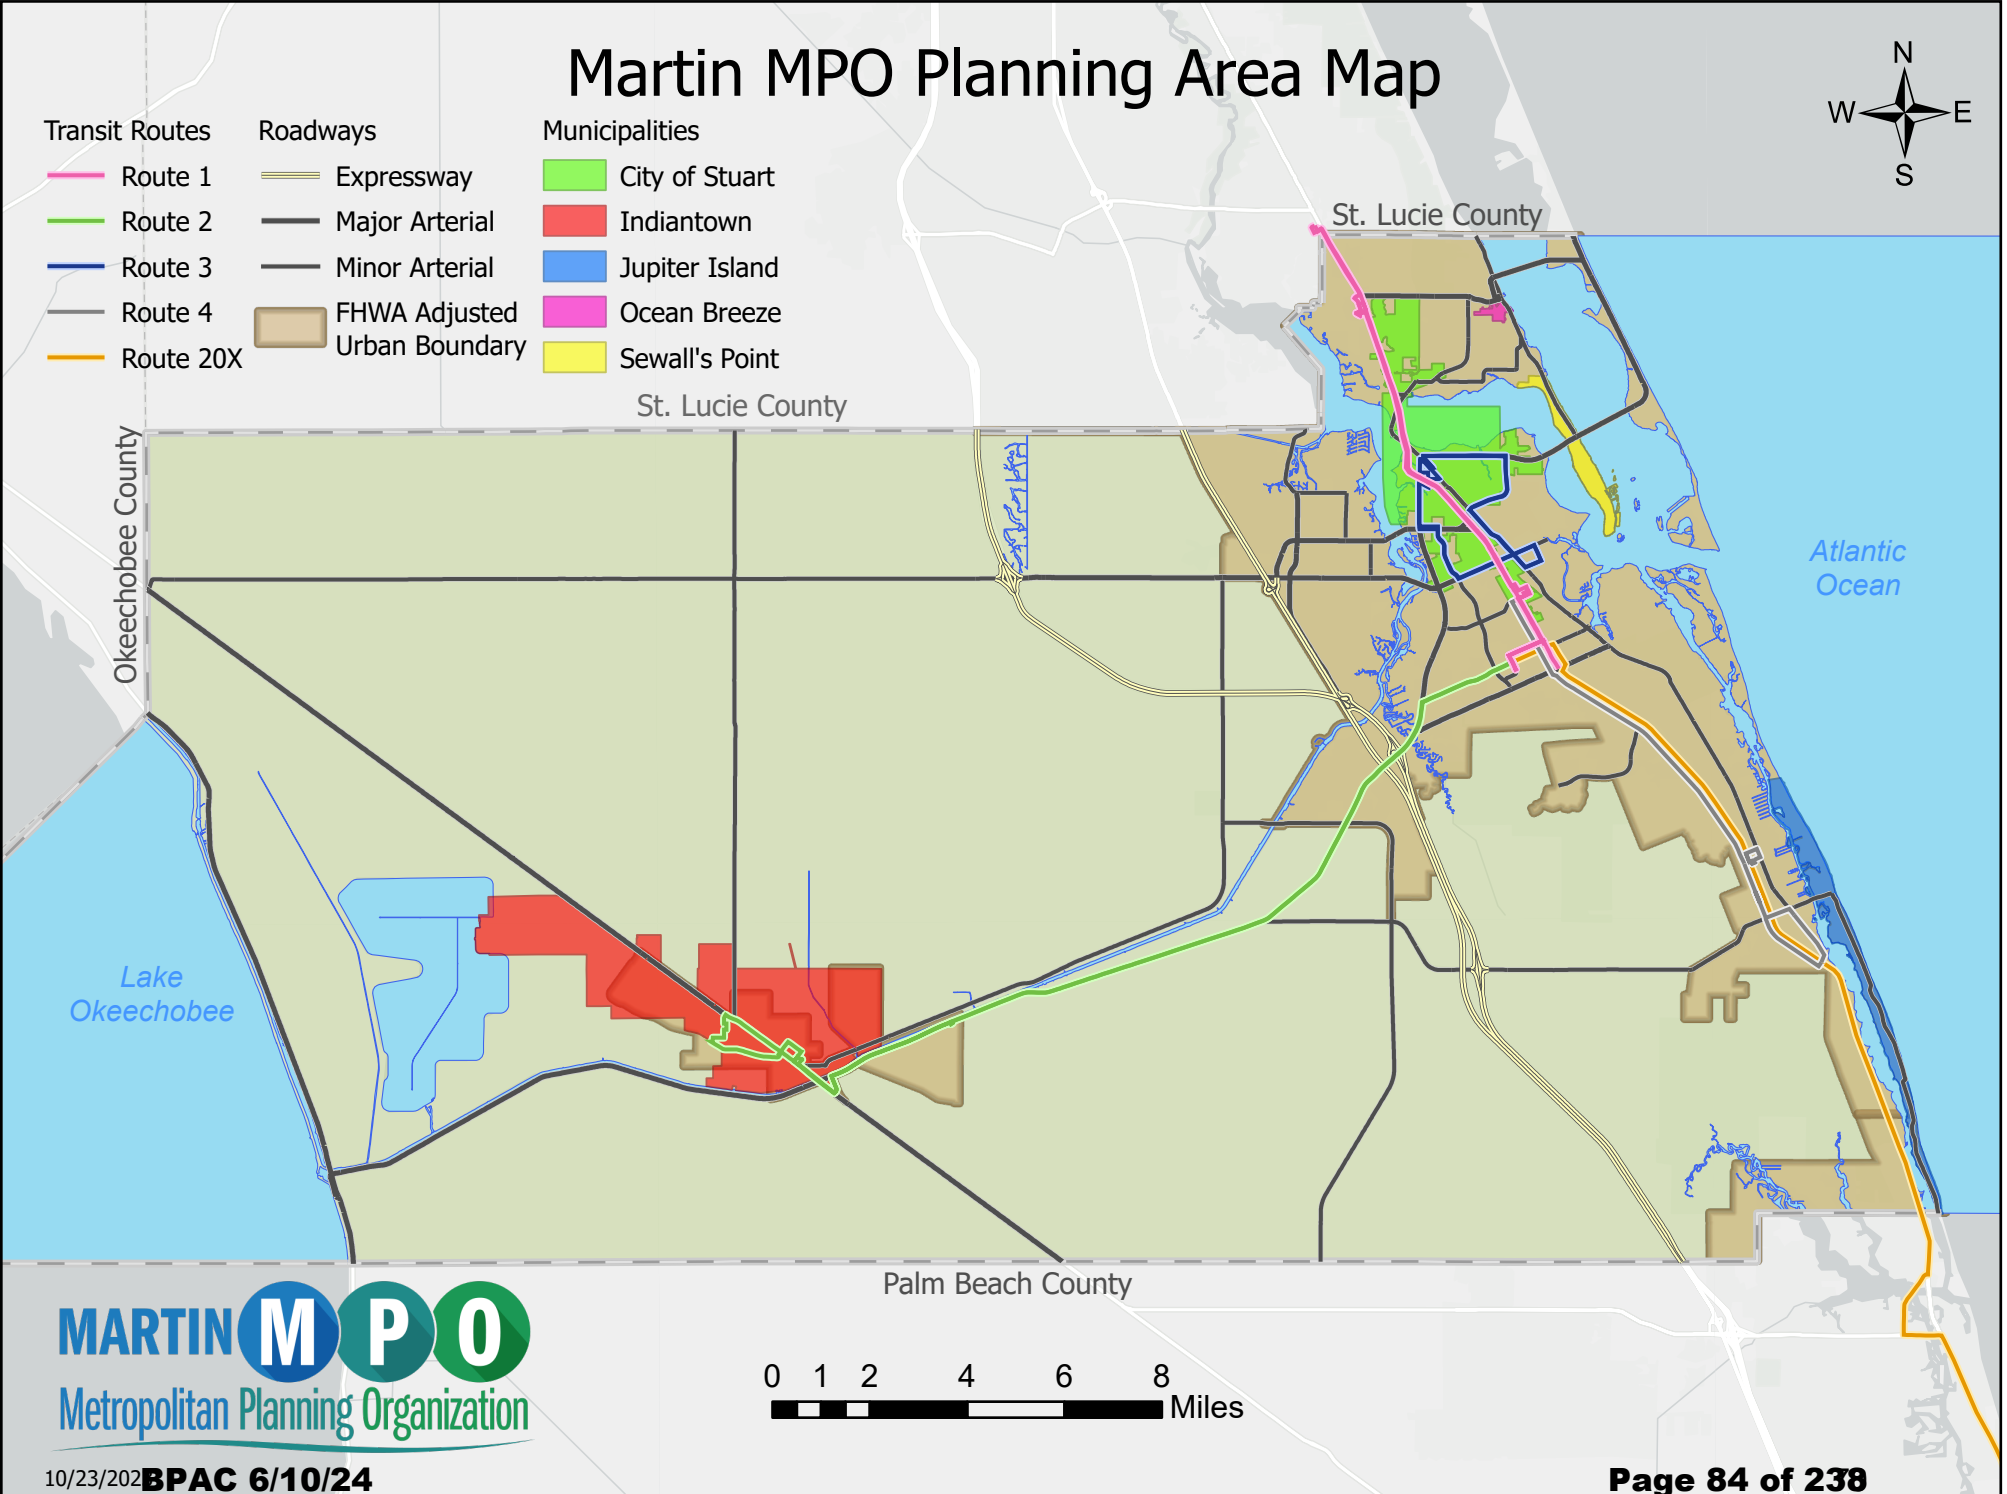 Martin MPO Planning Area Map
N
W E
S
Transit Routes
Route 1
Route 2
Route 3
Route 4
Route 20X
Roadways
Expressway
Major Arterial
Minor Arterial
FHWA Adjusted
Urban Boundary
Municipalities
City of Stuart
Indiantown
Jupiter Island
Ocean Breeze
Sewall's Point
St. Lucie County
St. Lucie County
Okeechobee County
Atlantic
Ocean
Lake
Okeechobee
Palm Beach County
MARTIN MPO
Metropolitan Planning Organization
0 1 2 4 6 8
Miles
BPAC 6/10/24
Page 84 of 238